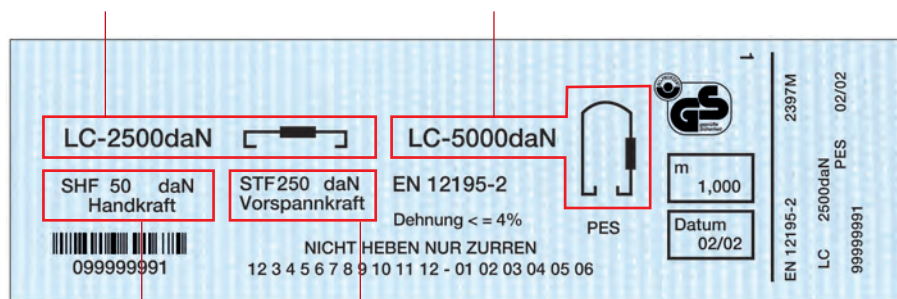 LC-2500daN
LC-5000daN
SHF 50 daN
Handkraft
STF250 daN
Vorspannkraft
EN 12195-2
Dehnung < = 4%
PES
NICHT HEBEN NUR ZURREN
099999991
12 3 4 5 6 7 8 9 10 11 12 - 01 02 03 04 05 06
GS
m
1,000
Datum
02/02
1
EN 12195-2 2397M
LC 2500daN
PES 02/02
99999991